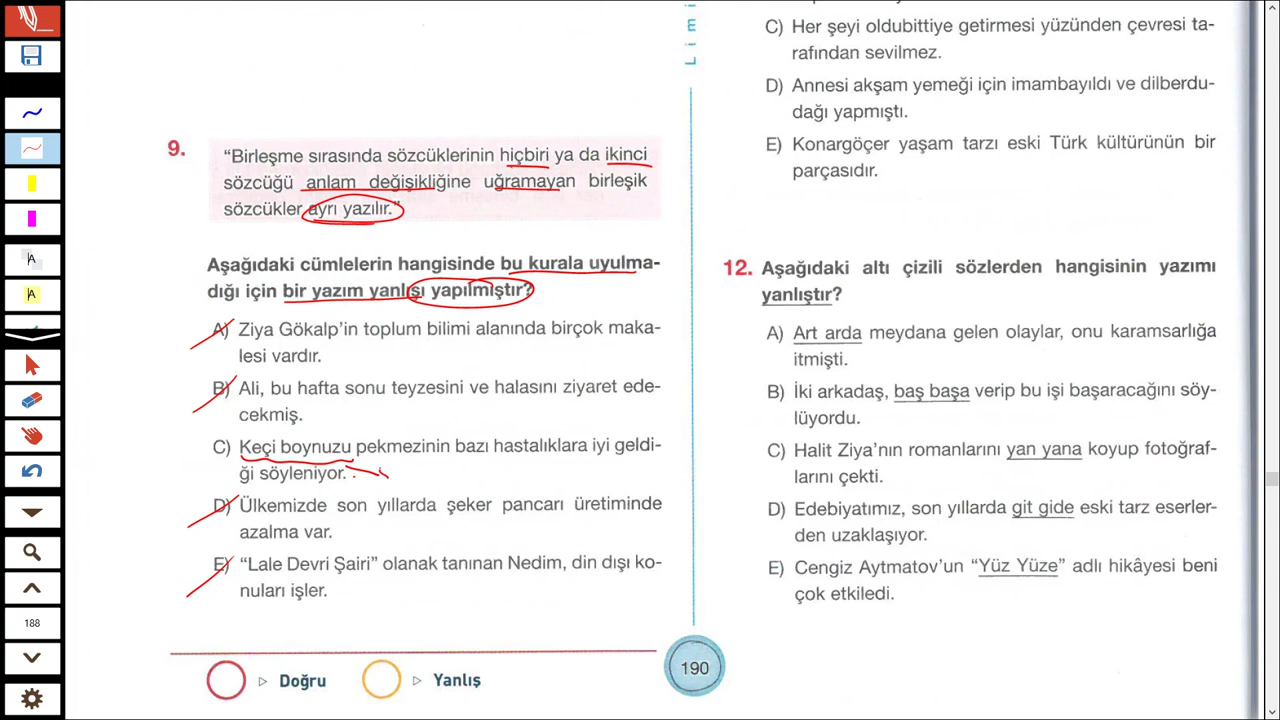 9.
“Birleşme sırasında sözcüklerinin hiçbiri ya da ikinci
sözcüğü anlam değişikliğine uğramayan birleşik
sözcükler ayrı yazılır.”
Aşağıdaki cümlelerin hangisinde bu kurala uyulma-
dığı için bir yazım yanlışı yapılmıştır?
A) Ziya Gökalp’in toplum bilimi alanında birçok maka-
lesi vardır.
B) Ali, bu hafta sonu teyzesini ve halasını ziyaret ede-
cekmiş.
C) Keçi boynuzu pekmezinin bazı hastalıklara iyi geldi-
ği söyleniyor.
D) Ülkemizde son yıllarda şeker pancarı üretiminde
azalma var.
E) “Lale Devri Şairi” olanak tanınan Nedim, din dışı ko-
nuları işler.
Doğru
Yanlış
Limi
190
C) Her şeyi oldubittiye getirmesi yüzünden çevresi ta-
rafından sevilmez.
D) Annesi akşam yemeği için imambayıldı ve dilberdu-
dağı yapmıştı.
E) Konargöçer yaşam tarzı eski Türk kültürünün bir
parçasıdır.
12. Aşağıdaki altı çizili sözlerden hangisinin yazımı
yanlıştır?
A) Art arda meydana gelen olaylar, onu karamsarlığa
itmişti.
B) İki arkadaş, baş başa verip bu işi başaracağını söy-
lüyordu.
C) Halit Ziya’nın romanlarını yan yana koyup fotoğraf-
larını çekti.
D) Edebiyatımız, son yıllarda git gide eski tarz eserler-
den uzaklaşıyor.
E) Cengiz Aytmatov’un “Yüz Yüze” adlı hikâyesi beni
çok etkiledi.
A
A
188